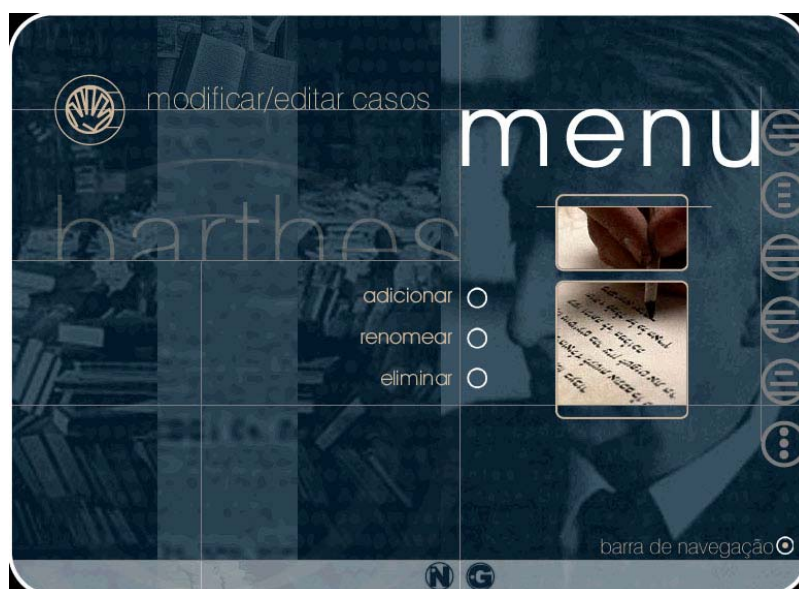 modificar/editar casos
menu
barthes
adicionar
renomear
eliminar
barra de navegação
N G